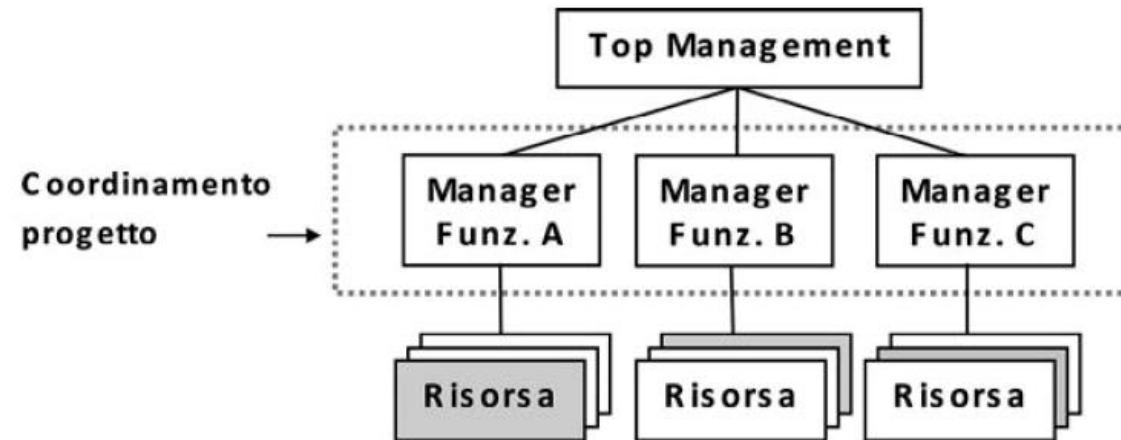 Top Management
Coordinamento
progetto
Manager
Funz. A
Manager
Funz. B
Manager
Funz. C
Risorsa
Risorsa
Risorsa